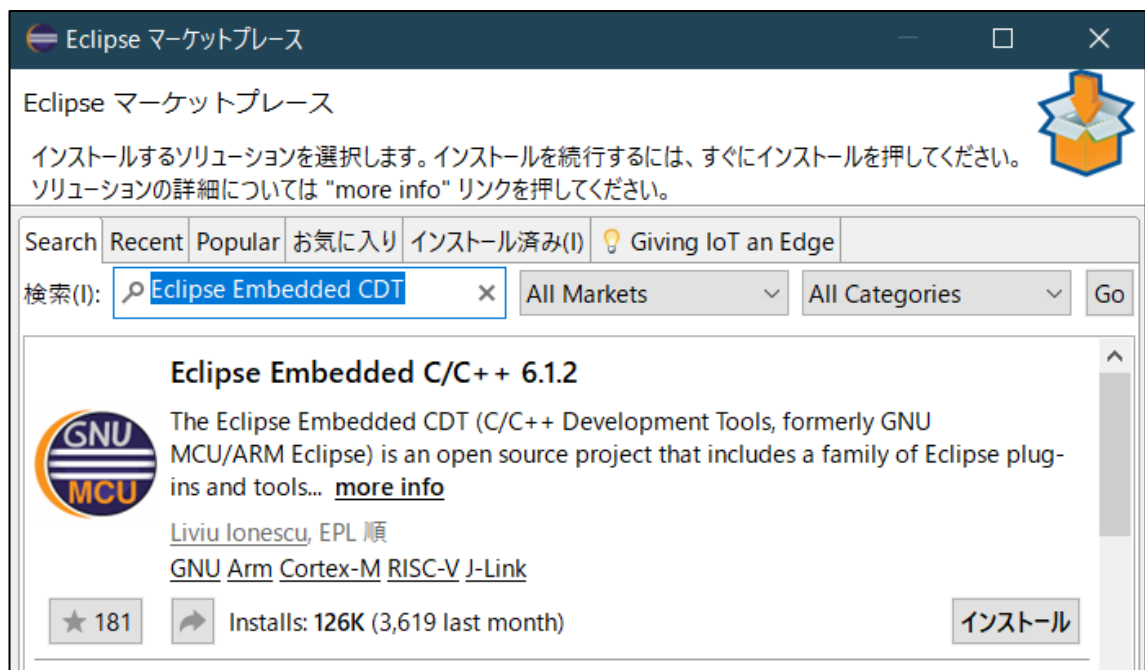 Eclipse マーケットプレース
Eclipse マーケットプレース
インストールするソリューションを選択します。インストールを続行するには、すぐにインストールを押してください。
ソリューションの詳細については "more info" リンクを押してください。
Search Recent Popular お気に入り インストール済み(I) Giving IoT an Edge
検索(I): Eclipse Embedded CDT All Markets All Categories Go
Eclipse Embedded C/C++ 6.1.2
GNU
MCU
The Eclipse Embedded CDT (C/C++ Development Tools, formerly GNU
MCU/ARM Eclipse) is an open source project that includes a family of Eclipse plug-
ins and tools... more info
Liviu Ionescu, EPL 順
GNU Arm Cortex-M RISC-V J-Link
181 Installs: 126K (3,619 last month) インストール